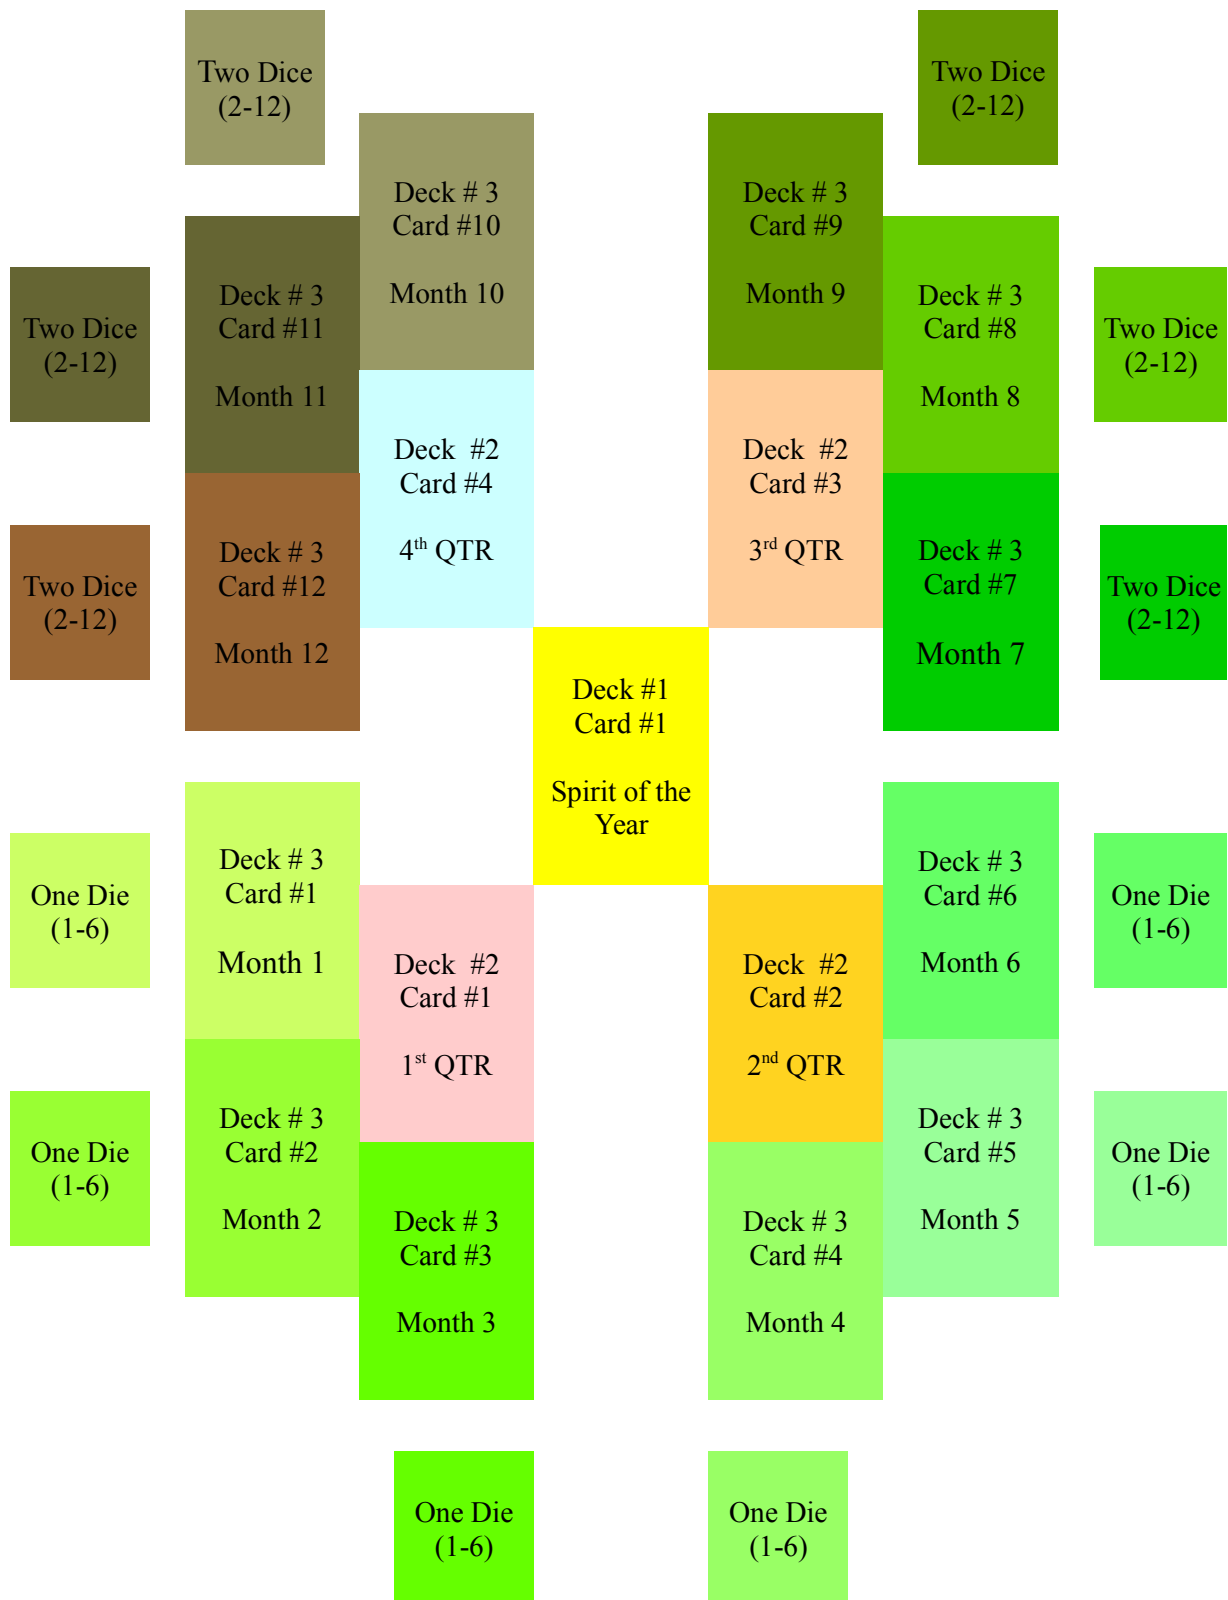 Two Dice
(2-12)
Two Dice
(2-12)
Deck # 3
Card #10
Month 10
Deck # 3
Card #9
Month 9
Two Dice
(2-12)
Deck # 3
Card #11
Month 11
Deck # 3
Card #8
Month 8
Two Dice
(2-12)
Deck  #2
Card #4
4th QTR
Deck  #2
Card #3
3rd QTR
Two Dice
(2-12)
Deck # 3
Card #12
Month 12
Deck # 3
Card #7
Month 7
Two Dice
(2-12)
Deck #1
Card #1
Spirit of the
Year
One Die
(1-6)
Deck # 3
Card #1
Month 1
Deck # 3
Card #6
Month 6
One Die
(1-6)
Deck  #2
Card #1
1st QTR
Deck  #2
Card #2
2nd QTR
One Die
(1-6)
Deck # 3
Card #2
Month 2
Deck # 3
Card #5
Month 5
One Die
(1-6)
Deck # 3
Card #3
Month 3
Deck # 3
Card #4
Month 4
One Die
(1-6)
One Die
(1-6)